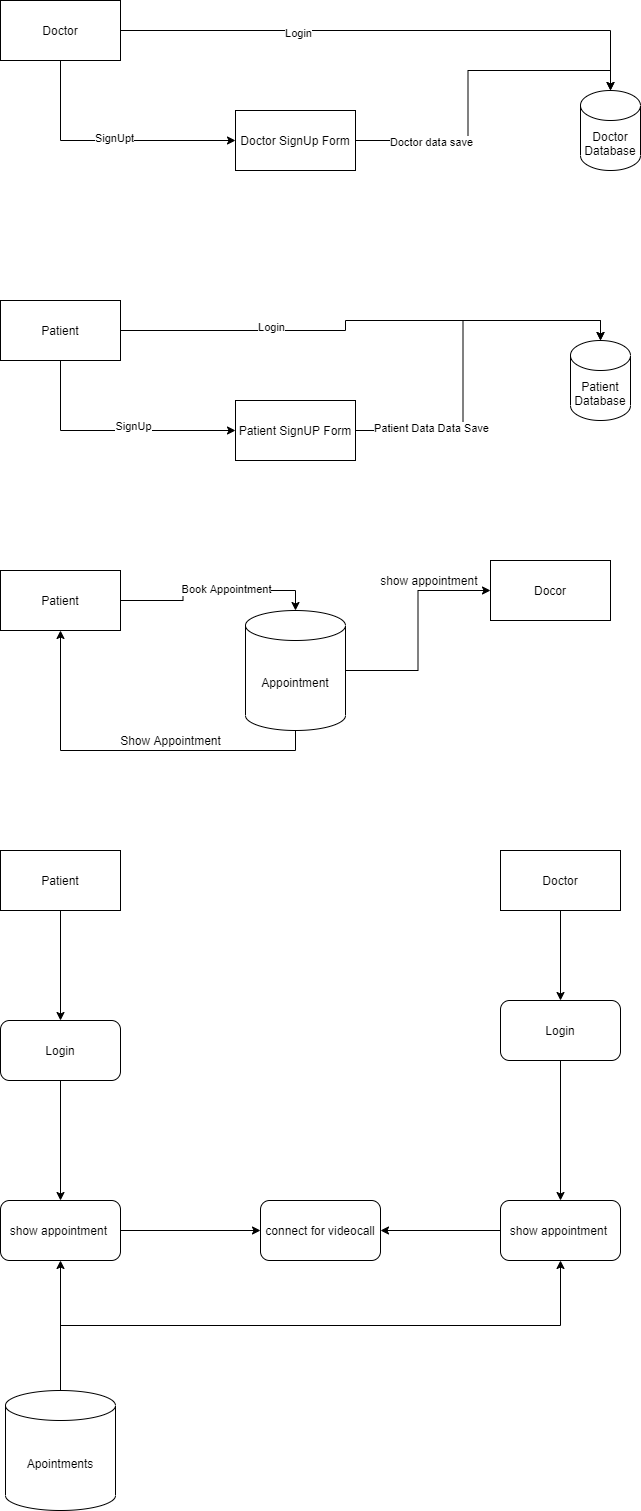 Doctor
Login
SignUpt
Doctor SignUp Form
Doctor data save
Doctor
Database
Patient
Login
SignUp
Patient SignUP Form
Patient Data Data Save
Patient
Database
Patient
Book Appointment
show appointment
Docor
Appointment
Show Appointment
Patient
Doctor
Login
Login
show appointment
connect for videocall
show appointment
Apointments